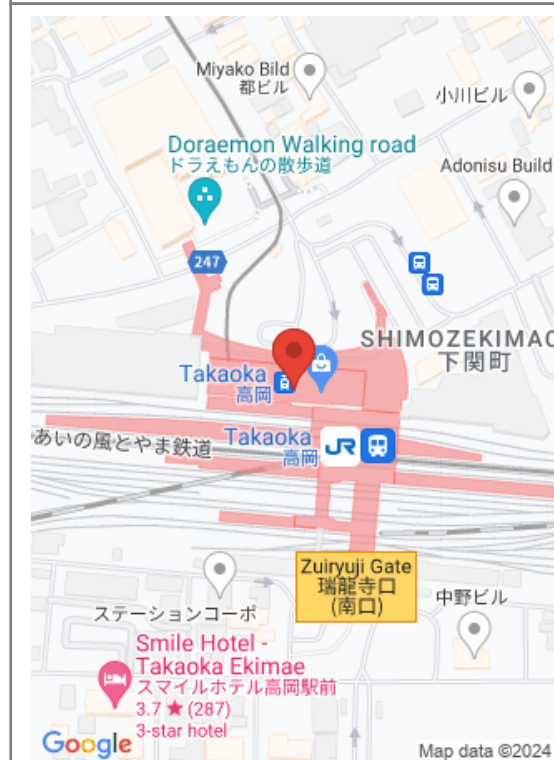 Miyako Bild
都ビル
小川ビル
Doraemon Walking road
ドラえもんの散歩道
Adonisu Build
247
SHIMOZEKIMAC
下関町
Takaoka
高岡
あいの風とやま鉄道
Takaoka
高岡
JR
Zuiryuji Gate
瑞龍寺口
(南口)
ステーションコーポ
中野ビル
Smile Hotel -
Takaoka Ekimae
スマイルホテル高岡駅前
3.7 ★ (287)
3-star hotel
Google
Map data ©2024